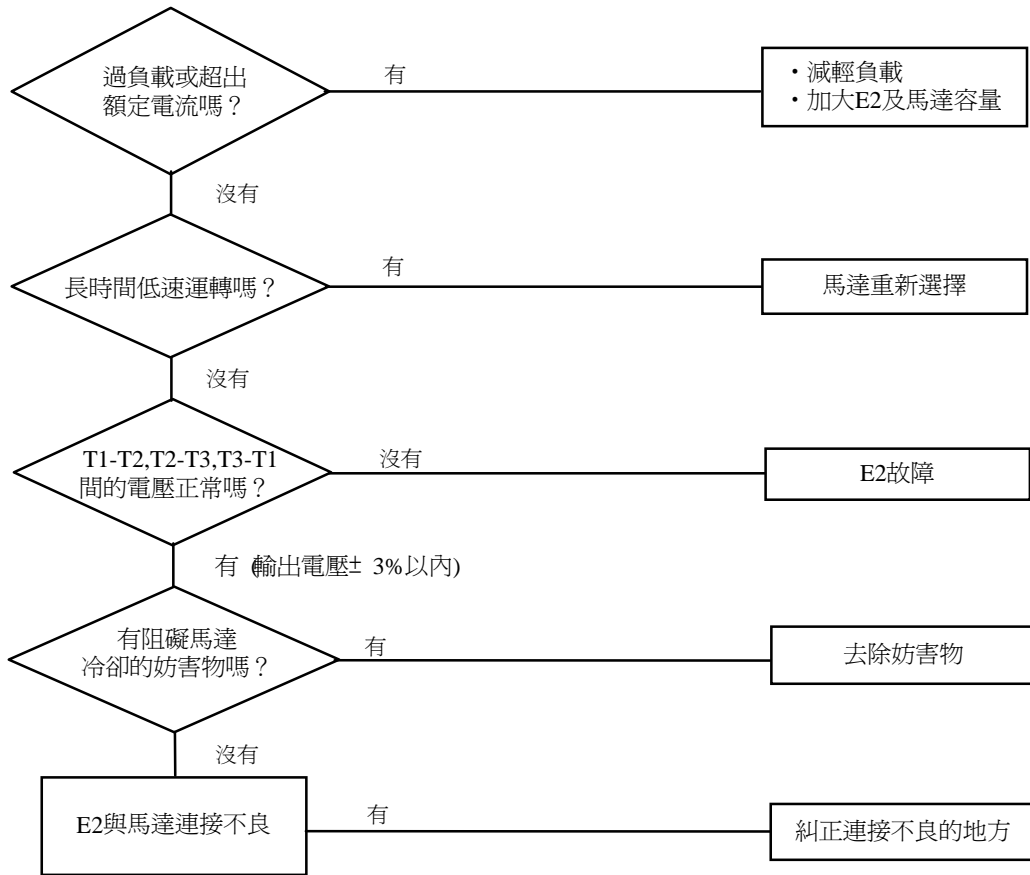 過負載或超出
額定電流嗎？
有
・減輕負載
・加大E2及馬達容量
沒有
長時間低速運轉嗎？
有
馬達重新選擇
沒有
T1-T2,T2-T3,T3-T1
間的電壓正常嗎？
沒有
E2故障
有 (輸出電壓± 3%以內)
有阻礙馬達
冷卻的妨害物嗎？
有
去除妨害物
沒有
E2與馬達連接不良
有
糾正連接不良的地方